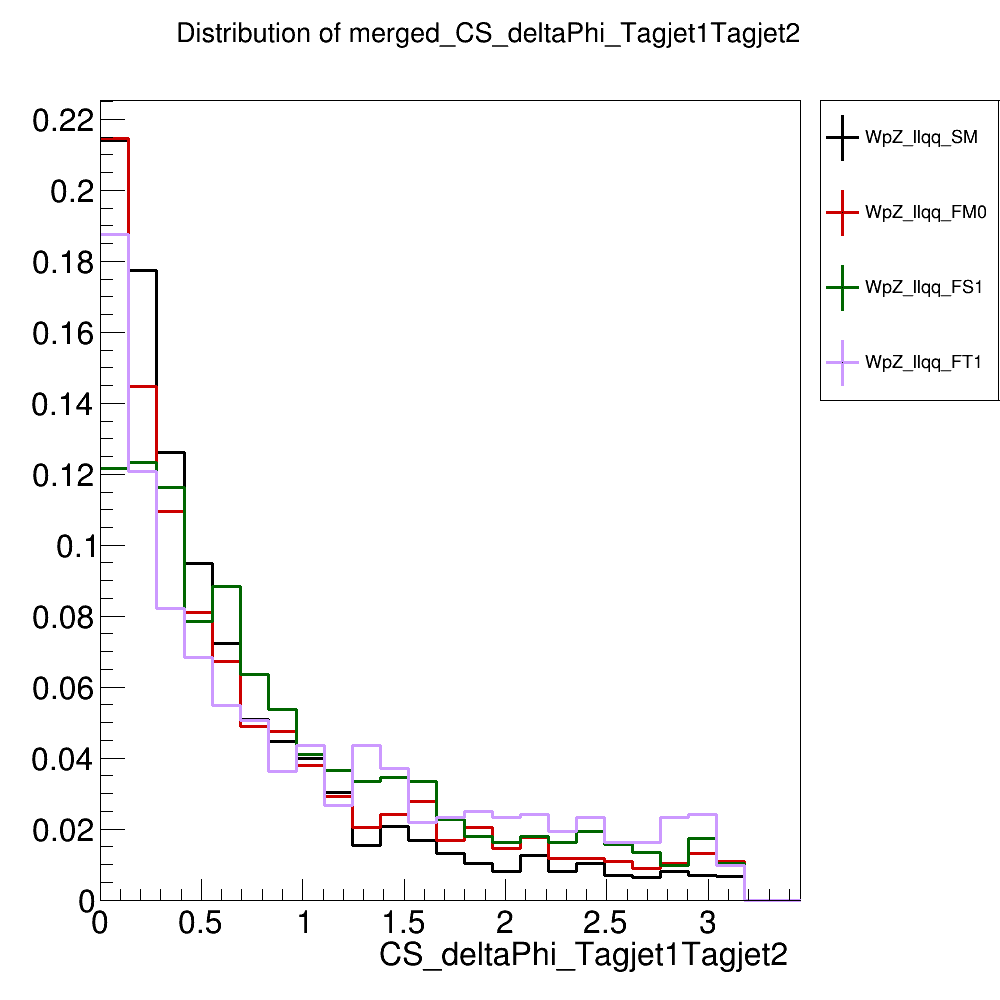 Distribution of merged_CS_deltaPhi_Tagjet1Tagjet2
0.22
0.2
0.18
0.16
0.14
0.12
0.1
0.08
0.06
0.04
0.02
0
0 0.5 1 1.5 2 2.5 3
CS_deltaPhi_Tagjet1Tagjet2
WpZ_llqq_SM
WpZ_llqq_FM0
WpZ_llqq_FS1
WpZ_llqq_FT1